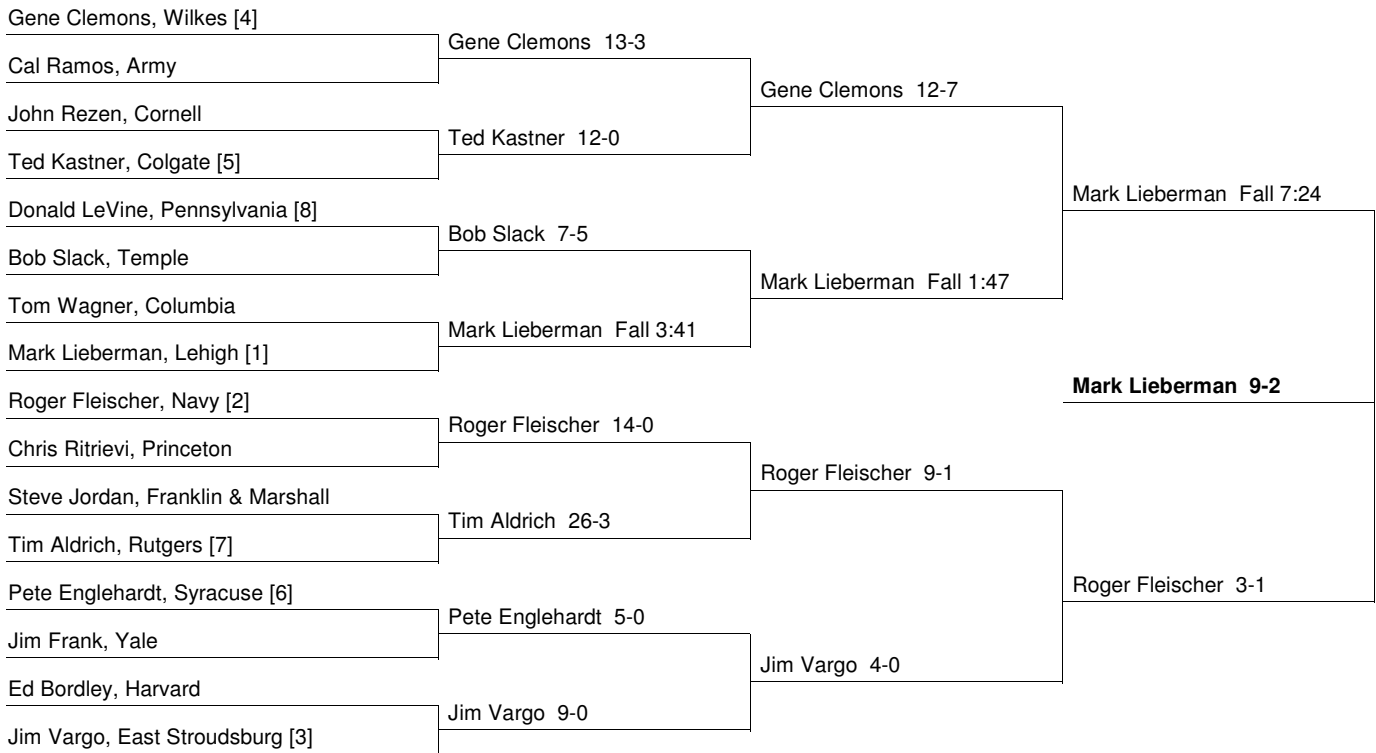 Gene Clemons, Wilkes [4]
Cal Ramos, Army
John Rezen, Cornell
Ted Kastner, Colgate [5]
Donald LeVine, Pennsylvania [8]
Bob Slack, Temple
Tom Wagner, Columbia
Mark Lieberman, Lehigh [1]
Roger Fleischer, Navy [2]
Chris Ritrievi, Princeton
Steve Jordan, Franklin & Marshall
Tim Aldrich, Rutgers [7]
Pete Englehardt, Syracuse [6]
Jim Frank, Yale
Ed Bordley, Harvard
Jim Vargo, East Stroudsburg [3]
Gene Clemons 13-3
Ted Kastner 12-0
Bob Slack 7-5
Mark Lieberman Fall 3:41
Roger Fleischer 14-0
Tim Aldrich 26-3
Pete Englehardt 5-0
Jim Vargo 9-0
Gene Clemons 12-7
Mark Lieberman Fall 1:47
Roger Fleischer 9-1
Jim Vargo 4-0
Mark Lieberman Fall 7:24
Roger Fleischer 3-1
Mark Lieberman 9-2